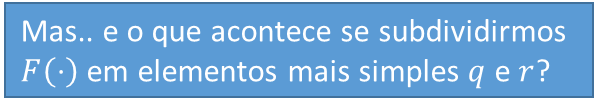 Mas.. e o que acontece se subdividirmos
F(·) em elementos mais simples q e r?